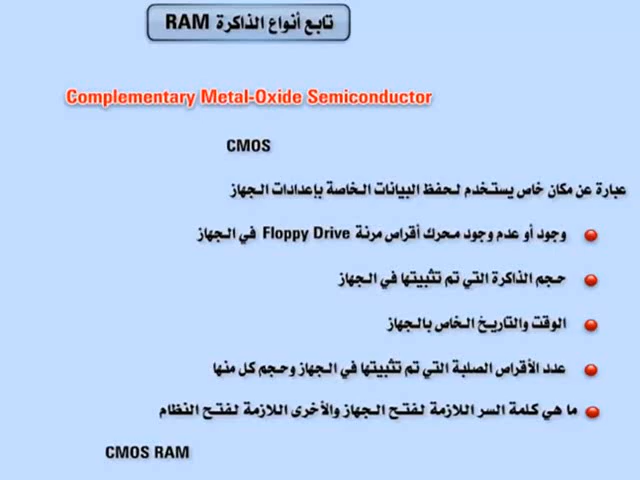 تابع أنواع الذاكرة RAM
Complementary Metal-Oxide Semiconductor
CMOS
عبارة عن مكان خاص يستخدم لحفظ البيانات الخاصة بإعدادات الجهاز
وجود أو عدم وجود محرك أقراص مرنة Floppy Drive في الجهاز
حجم الذاكرة التي تم تثبيتها في الجهاز
الوقت والتاريخ الخاص بالجهاز
عدد الأقراص الصلبة التي تم تثبيتها في الجهاز وحجم كل منها
ما هي كلمة السر اللازمة لفتح الجهاز والأخرى اللازمة لفتح النظام
CMOS RAM